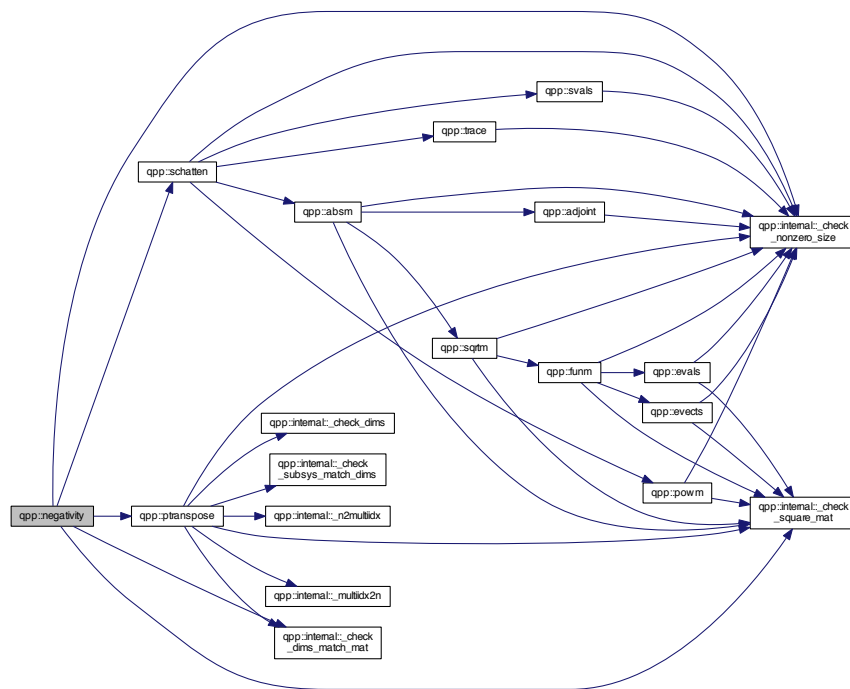 qpp::svals
qpp::trace
qpp::schatten
qpp::absm
qpp::adjoint
qpp::internal::_check
_nonzero_size
qpp::sqrtm
qpp::funm
qpp::evals
qpp::evects
qpp::internal::_check_dims
qpp::internal::_check
_subsys_match_dims
qpp::powm
qpp::negativity
qpp::ptranspose
qpp::internal::_n2multiidx
qpp::internal::_check
_square_mat
qpp::internal::_multiidx2n
qpp::internal::_check
_dims_match_mat